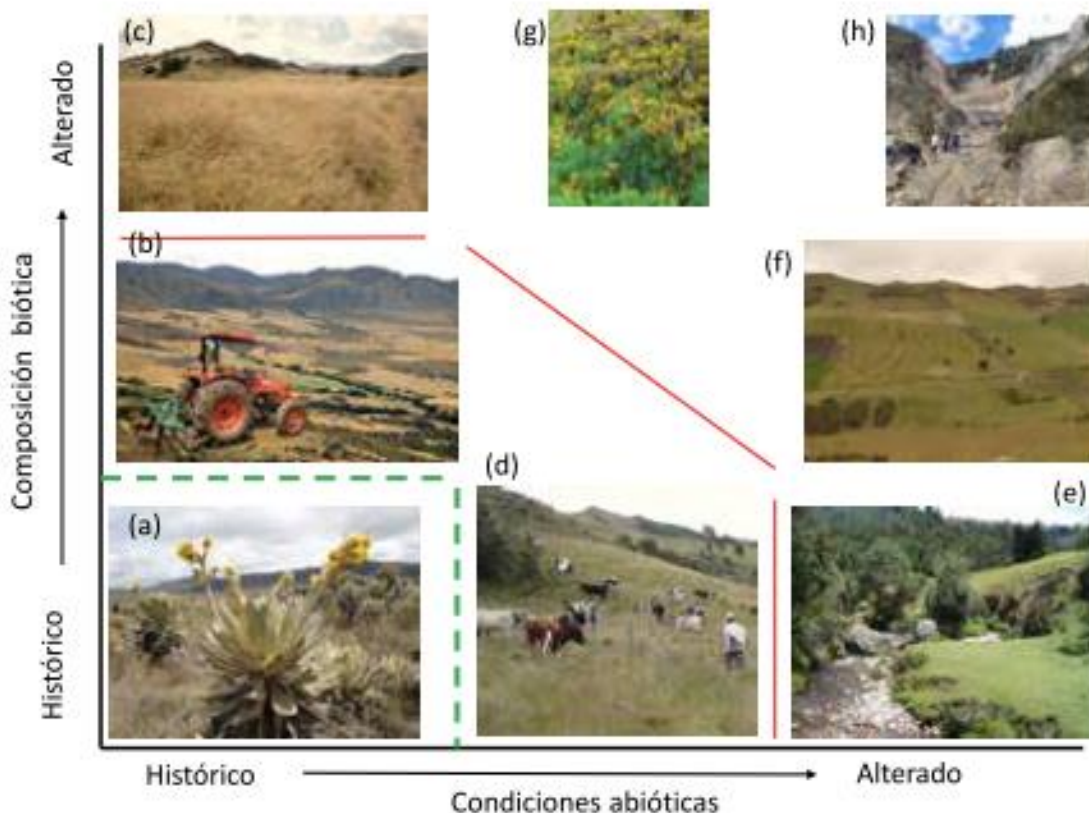 (c)
(g)
(h)
Alterado
(b)
(f)
Composición biótica
(d)
(e)
(a)
Histórico
Histórico
Alterado
Condiciones abióticas